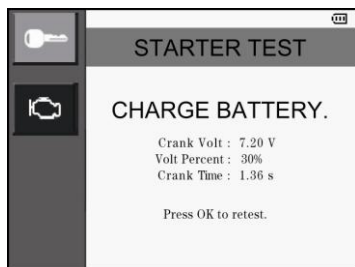 STARTER TEST
CHARGE BATTERY.
Crank Volt : 7.20 V
Volt Percent : 30%
Crank Time : 1.36 s
Press OK to retest.